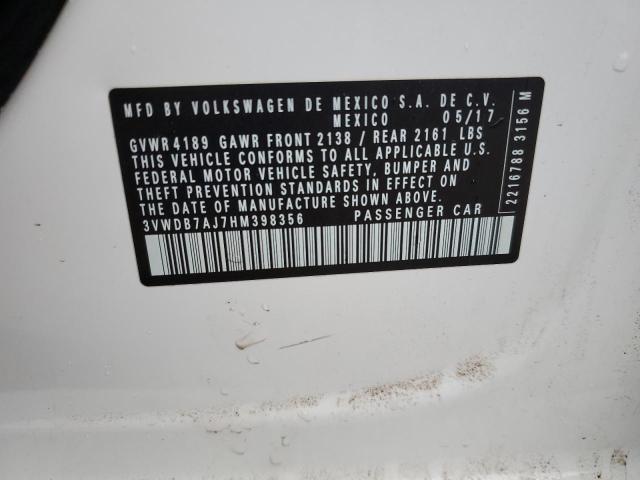 MFD BY VOLKSWAGEN DE MEXICO S.A. DE C.V.
MEXICO 05/17
GVWR 4189 GAWR FRONT 2138 / REAR 2161 LBS
THIS VEHICLE CONFORMS TO ALL APPLICABLE U.S.
FEDERAL MOTOR VEHICLE SAFETY, BUMPER AND
THEFT PREVENTION STANDARDS IN EFFECT ON
THE DATE OF MANUFACTURE SHOWN ABOVE.
3VWDB7AJ7HM398356 PASSENGER CAR
2216788 3156 M